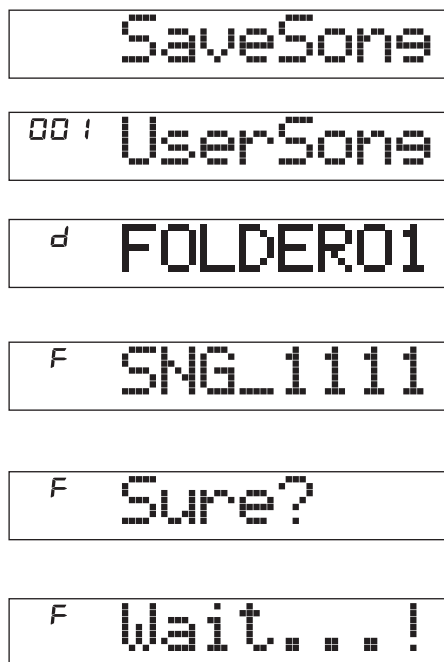 SaveSong
001 UserSong
d FOLDER01
F SNG_1111
F Sure?
F Wait...!